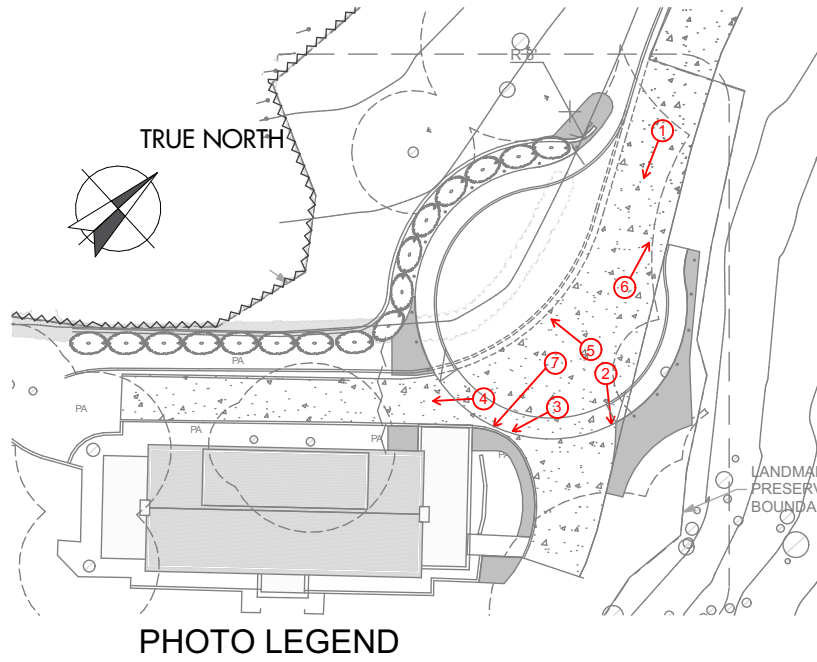 R 8'
TRUE NORTH
1
6
5
7
2
4
3
PA
PA
PA
PA
LANDMA
PRESERV
BOUNDA
PHOTO LEGEND